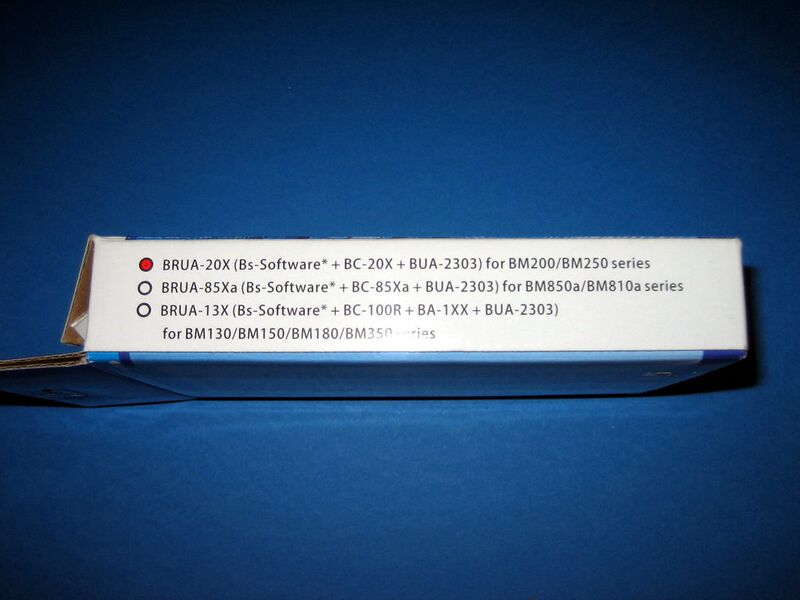 BRUA-20X (Bs-Software* + BC-20X + BUA-2303) for BM200/BM250 series
BRUA-85Xa (Bs-Software* + BC-85Xa + BUA-2303) for BM850a/BM810a series
BRUA-13X (Bs-Software* + BC-100R + BA-1XX + BUA-2303)
for BM130/BM150/BM180/BM350 series